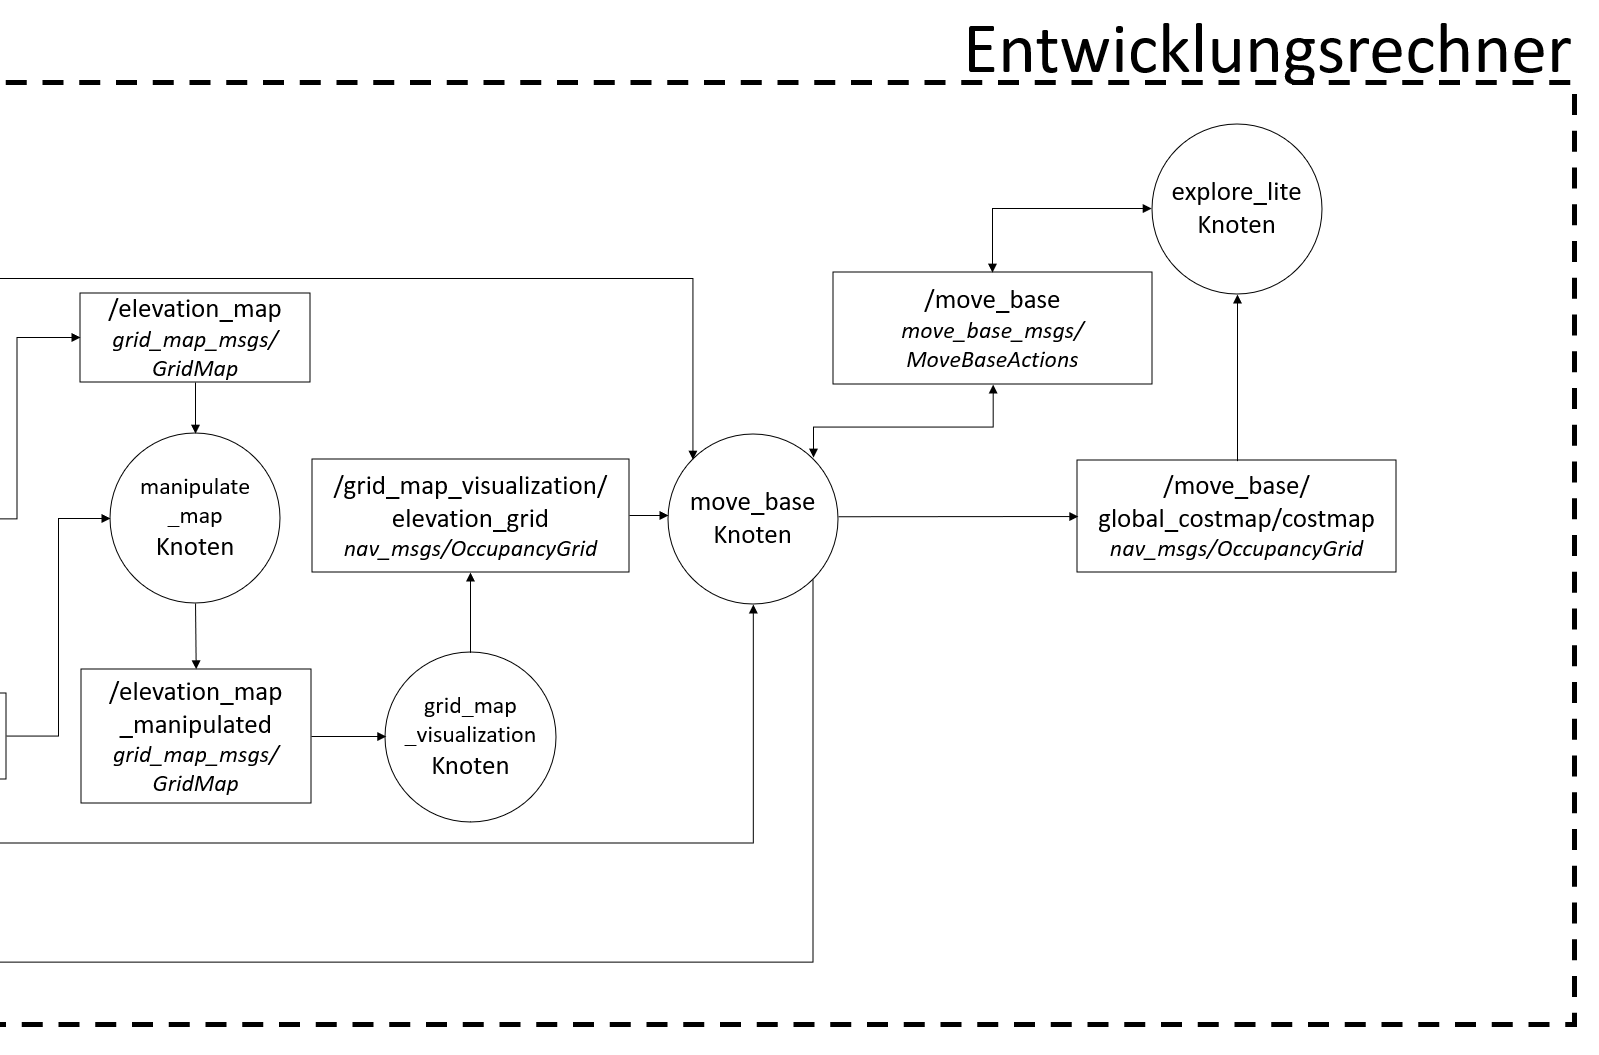 Entwicklungsrechner
explore_lite
Knoten
/move_base
move_base_msgs/
MoveBaseActions
/elevation_map
grid_map_msgs/
GridMap
manipulate
_map
Knoten
/grid_map_visualization/
elevation_grid
nav_msgs/OccupancyGrid
move_base
Knoten
/move_base/
global_costmap/costmap
nav_msgs/OccupancyGrid
/elevation_map
_manipulated
grid_map_msgs/
GridMap
grid_map
_visualization
Knoten